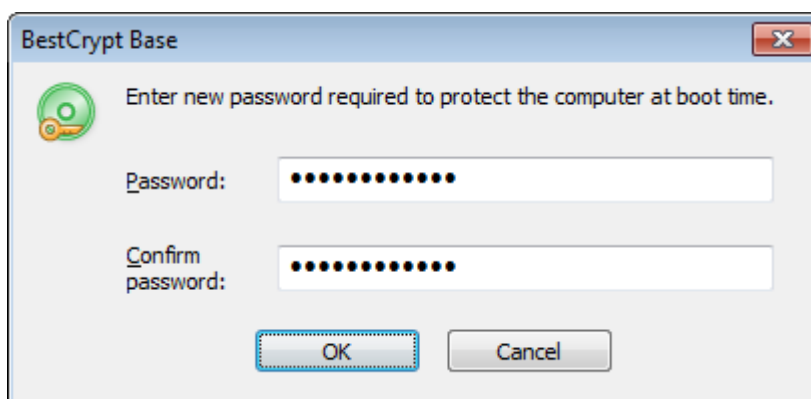 BestCrypt Base
Enter new password required to protect the computer at boot time.
Password:
••••••••••••
Confirm
password:
••••••••••••
OK
Cancel